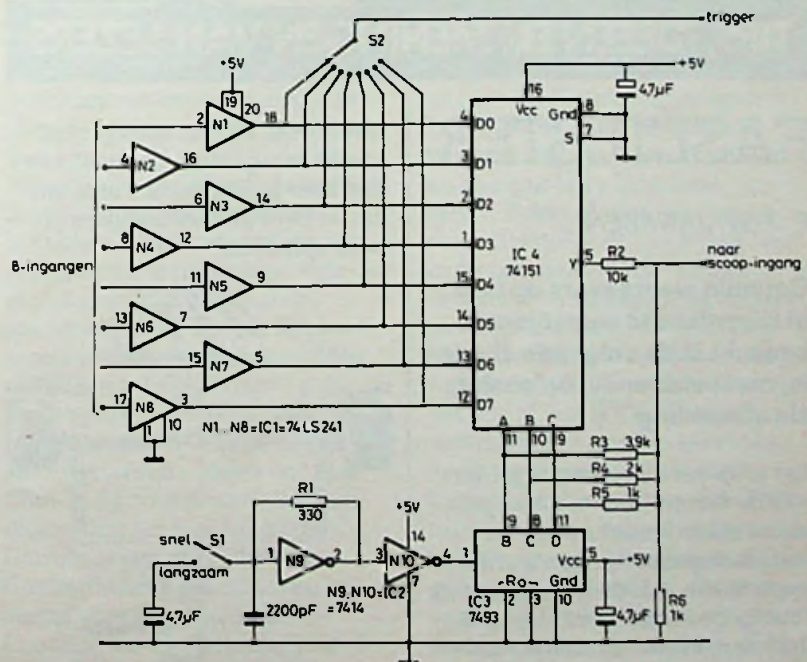 trigger
S2
+5V
+5V
19
20
16
4,7µF
2
N1
18
4
D0
Vcc
Gnd
8
S
7
4
N2
16
3
D1
6
N3
14
2
D2
8
N4
12
1
D3
8-ingangen
IC 4
74151
Y
5
R2
10k
naar
scoop-ingang
11
N5
9
15
D4
13
N6
7
14
D5
15
N7
5
13
D6
17
N8
3
12
D7
1
10
N1...N8=IC1=74LS241
A
B
C
11
10
9
R3
3,9k
R4
2k
R5
1k
R1
330
+5V
snel
S1
langzaam
1
N9
2
3
N10
14
4
7
1
9
8
11
B
C
D
Vcc
5
+5V
-Ro-
Gnd
2
3
10
N9,N10=IC2
=7414
IC3
7493
4,7µF
2200pF
4,7µF
R6
1k